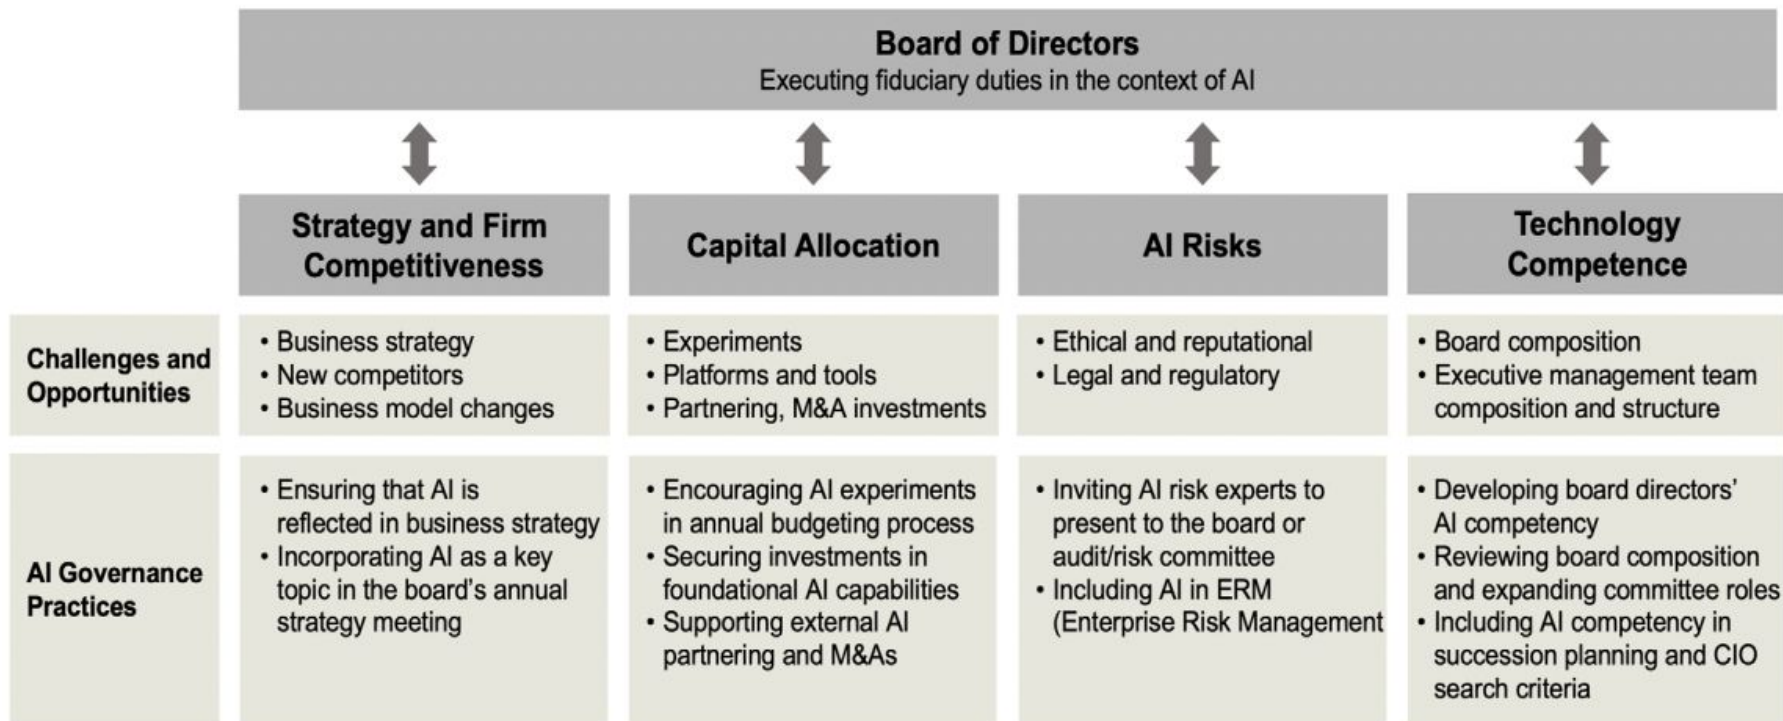 Board of Directors
Executing fiduciary duties in the context of AI
Strategy and Firm
Competitiveness
Capital Allocation
AI Risks
Technology
Competence
Challenges and
Opportunities
• Business strategy
• New competitors
• Business model changes
• Experiments
• Platforms and tools
• Partnering, M&A investments
• Ethical and reputational
• Legal and regulatory
• Board composition
• Executive management team
composition and structure
AI Governance
Practices
• Ensuring that AI is
reflected in business strategy
• Incorporating AI as a key
topic in the board's annual
strategy meeting
• Encouraging AI experiments
in annual budgeting process
• Securing investments in
foundational AI capabilities
• Supporting external AI
partnering and M&As
• Inviting AI risk experts to
present to the board or
audit/risk committee
• Including AI in ERM
(Enterprise Risk Management
• Developing board directors'
AI competency
• Reviewing board composition
and expanding committee roles
• Including AI competency in
succession planning and CIO
search criteria